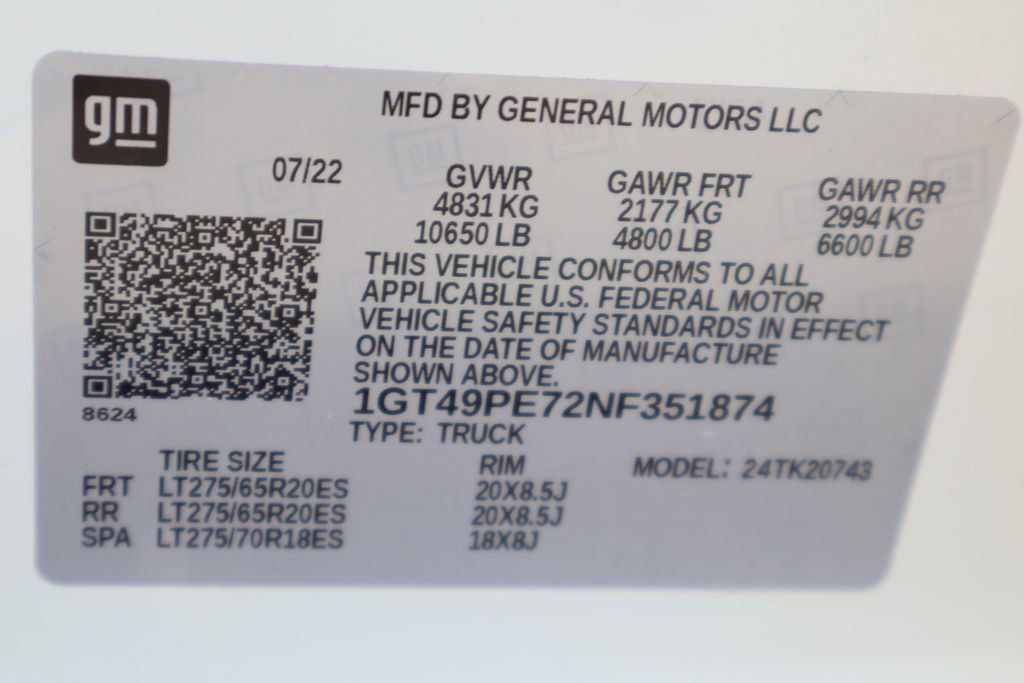 gm
MFD BY GENERAL MOTORS LLC
07/22
GVWR GAWR FRT GAWR RR
4831 KG 2177 KG 2994 KG
10650 LB 4800 LB 6600 LB
THIS VEHICLE CONFORMS TO ALL
APPLICABLE U.S. FEDERAL MOTOR
VEHICLE SAFETY STANDARDS IN EFFECT
ON THE DATE OF MANUFACTURE
SHOWN ABOVE.
8624
1GT49PE72NF351874
TYPE: TRUCK
TIRE SIZE RIM MODEL: 24TK20743
FRT LT275/65R20ES 20X8.5J
RR LT275/65R20ES 20X8.5J
SPA LT275/70R18ES 18X8J